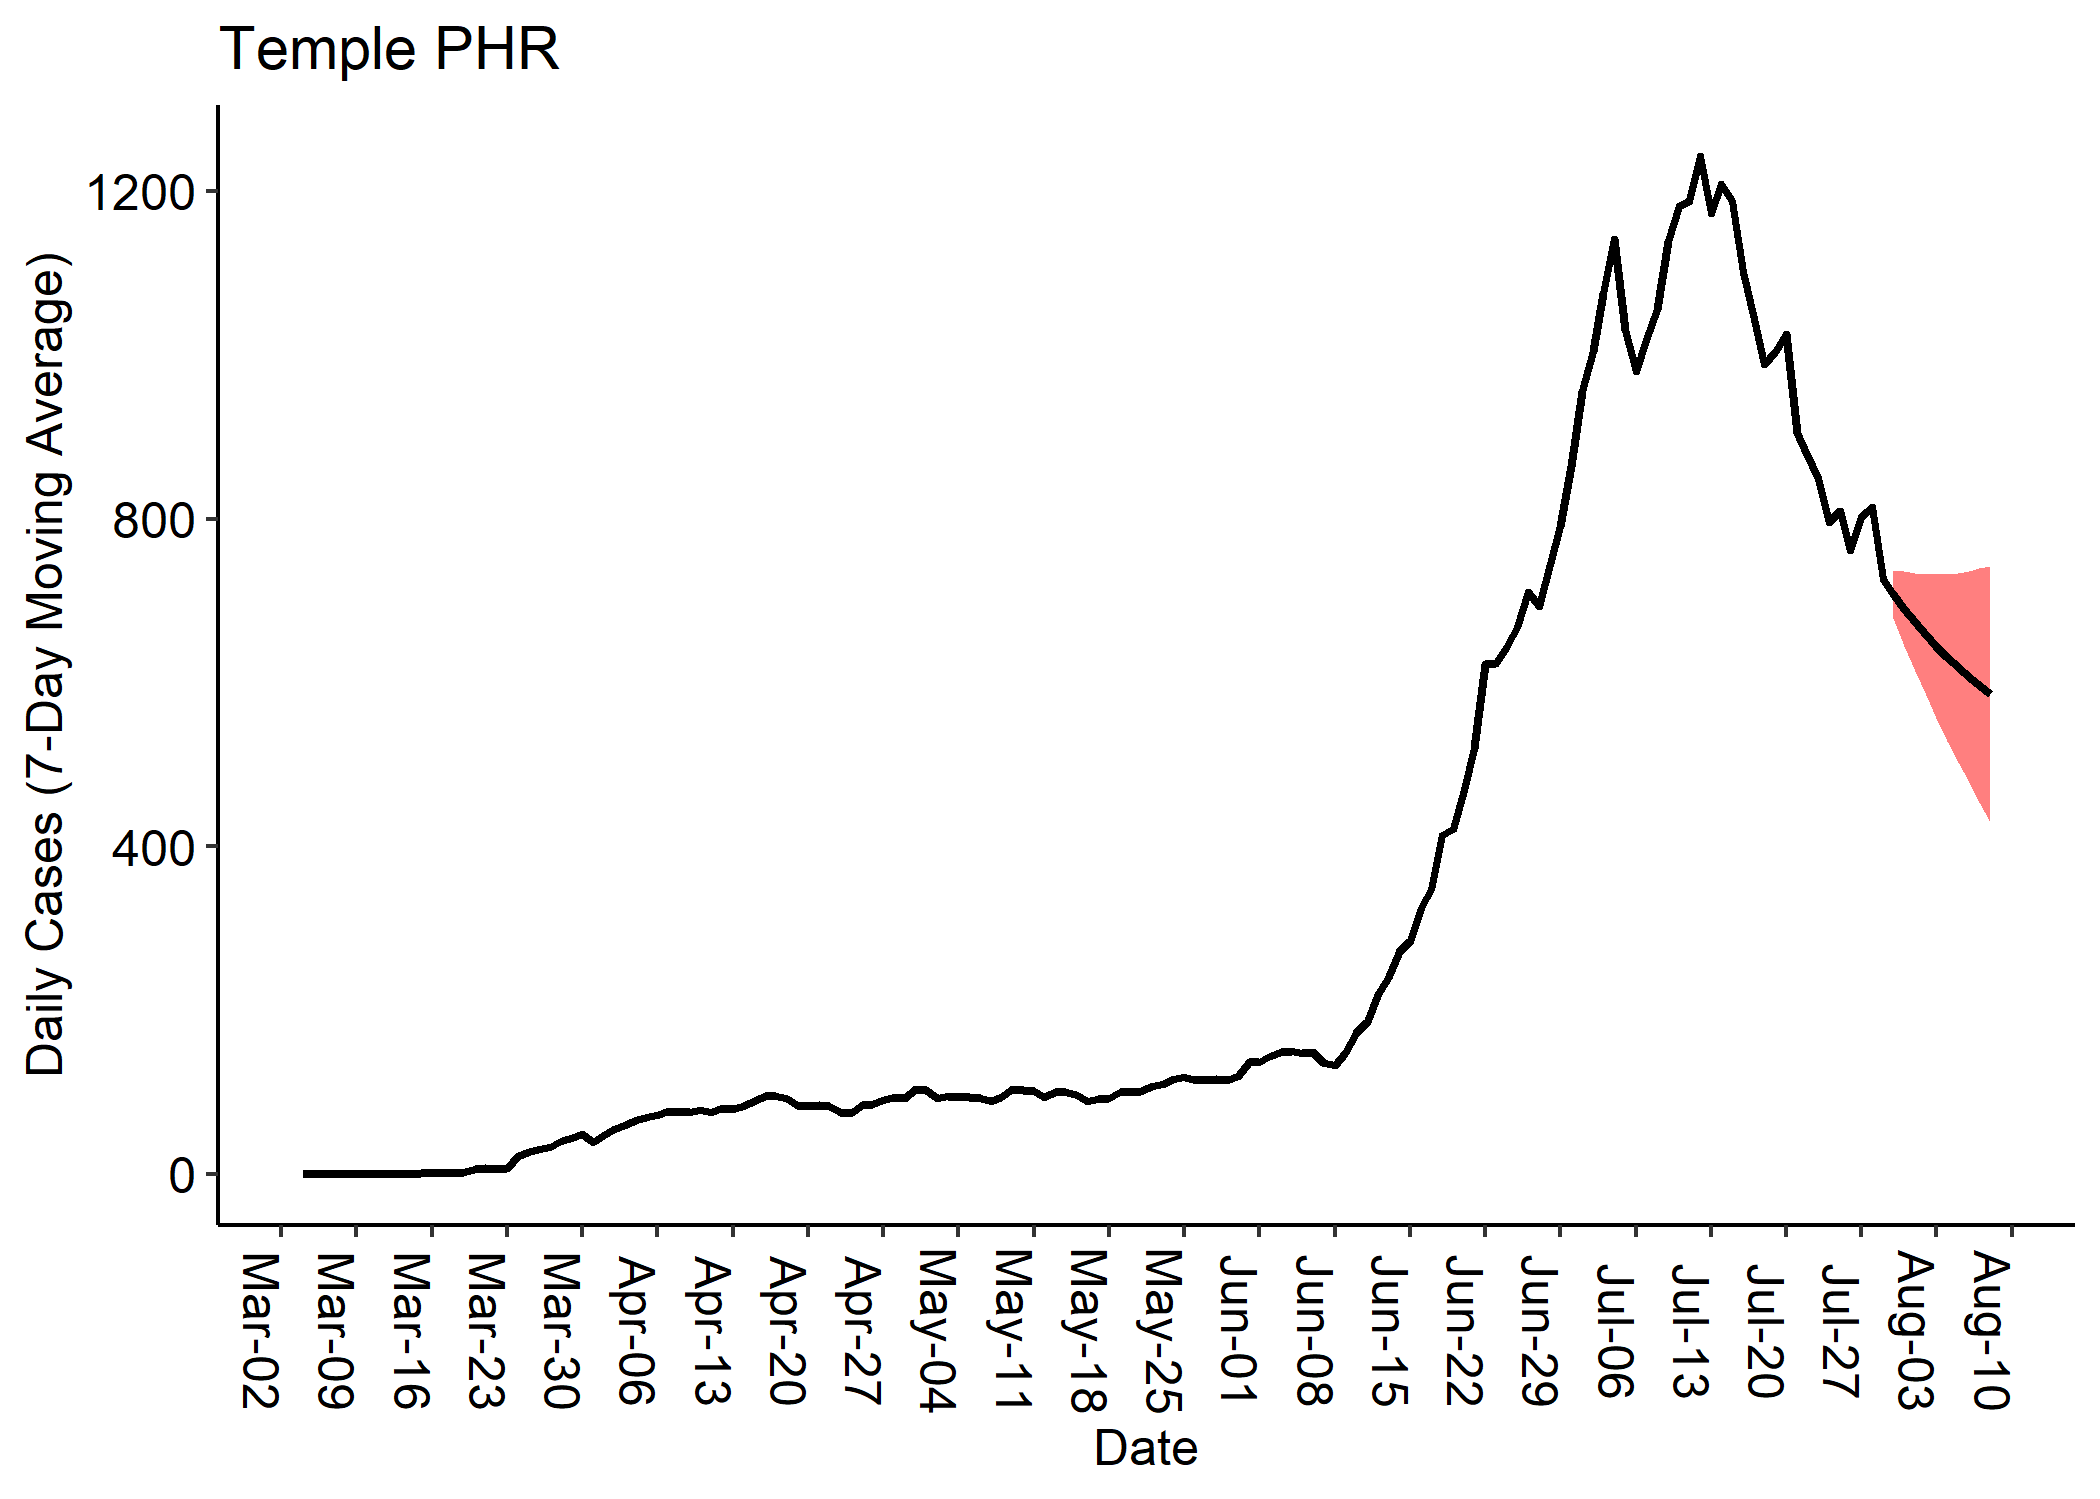 Temple PHR
Daily Cases (7-Day Moving Average)
1200
800
400
0
Mar-02
Mar-09
Mar-16
Mar-23
Mar-30
Apr-06
Apr-13
Apr-20
Apr-27
May-04
May-11
May-18
May-25
Jun-01
Jun-08
Jun-15
Jun-22
Jun-29
Jul-06
Jul-13
Jul-20
Jul-27
Aug-03
Aug-10
Date